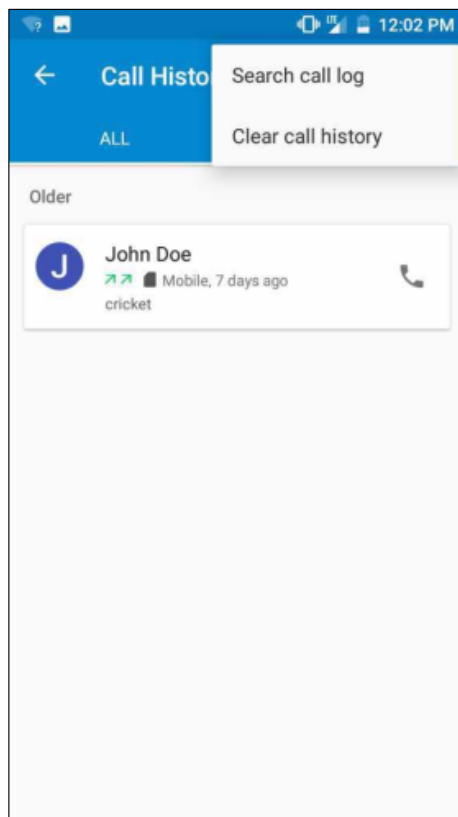 LTE 12:02 PM
Call Histo
Search call log
ALL
Clear call history
Older
J
John Doe
Mobile, 7 days ago
cricket